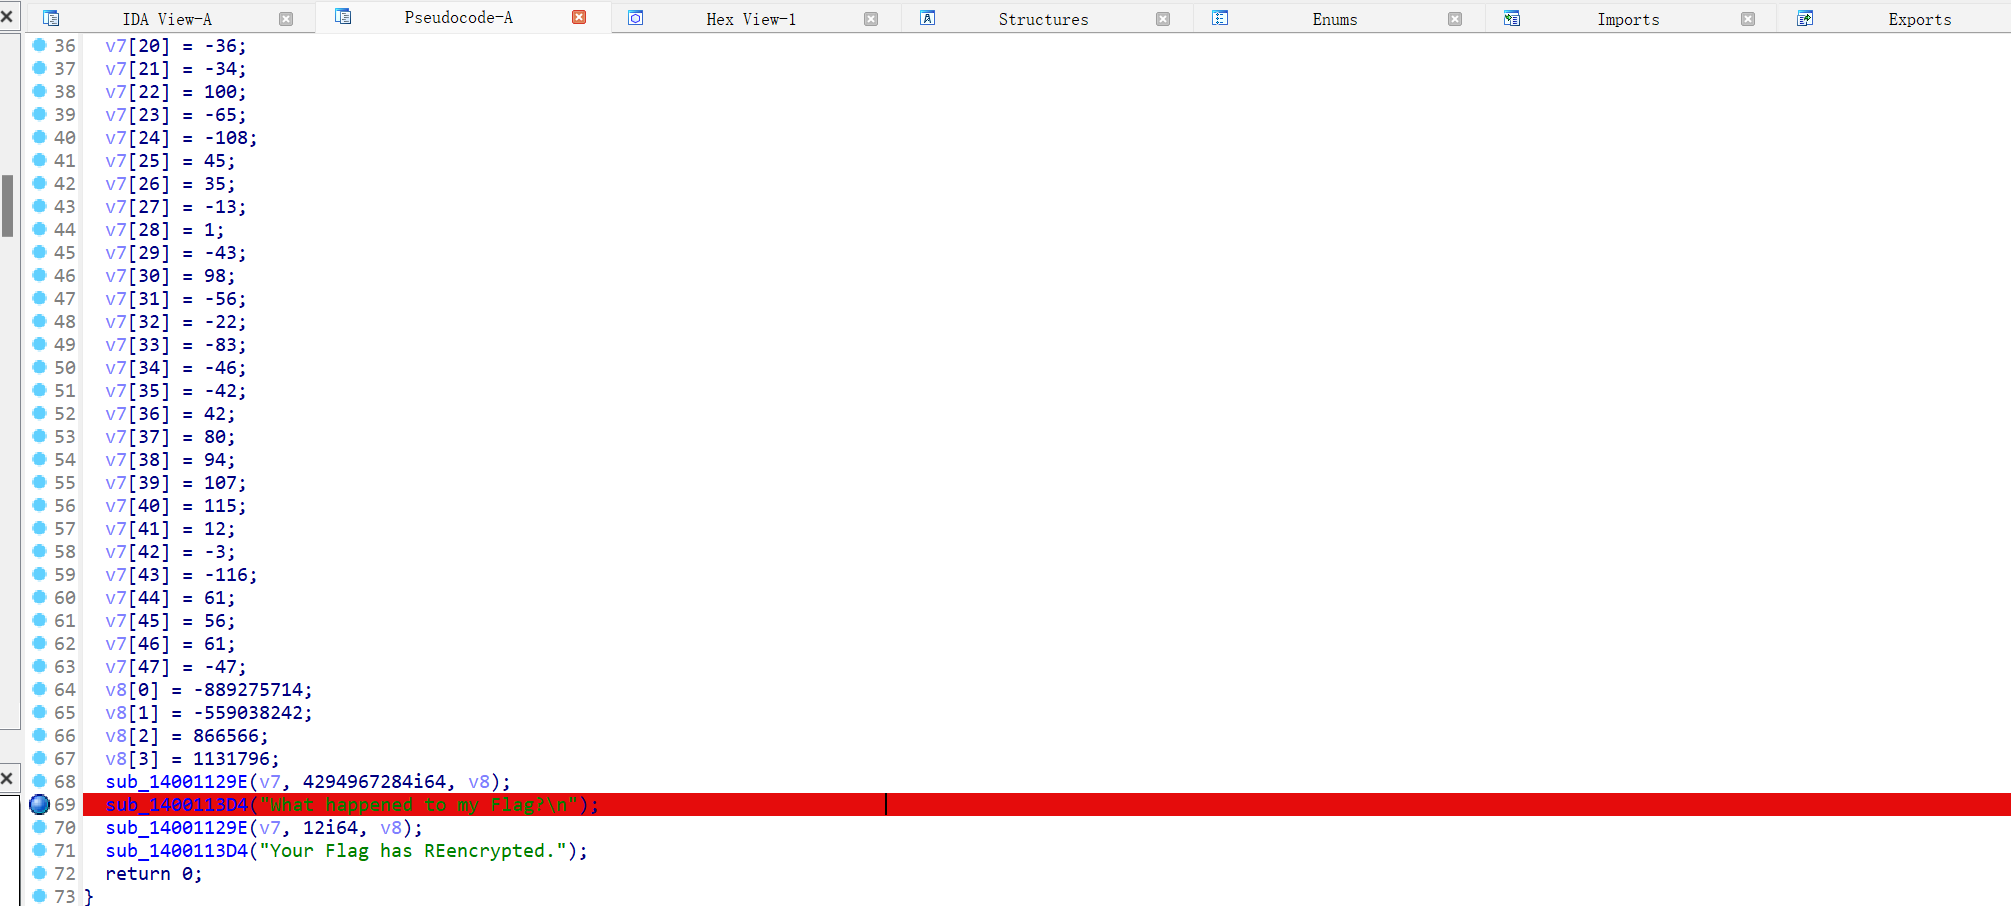 IDA View-A Pseudocode-A Hex View-1 Structures Enums Imports Exports
36 v7[20] = -36;
37 v7[21] = -34;
38 v7[22] = 100;
39 v7[23] = -65;
40 v7[24] = -108;
41 v7[25] = 45;
42 v7[26] = 35;
43 v7[27] = -13;
44 v7[28] = 1;
45 v7[29] = -43;
46 v7[30] = 98;
47 v7[31] = -56;
48 v7[32] = -22;
49 v7[33] = -83;
50 v7[34] = -46;
51 v7[35] = -42;
52 v7[36] = 42;
53 v7[37] = 80;
54 v7[38] = 94;
55 v7[39] = 107;
56 v7[40] = 115;
57 v7[41] = 12;
58 v7[42] = -3;
59 v7[43] = -116;
60 v7[44] = 61;
61 v7[45] = 56;
62 v7[46] = 61;
63 v7[47] = -47;
64 v8[0] = -889275714;
65 v8[1] = -559038242;
66 v8[2] = 866566;
67 v8[3] = 1131796;
68 sub_14001129E(v7, 4294967284i64, v8);
69 sub_1400113D4("What happened to my Flag?\n");
70 sub_14001129E(v7, 12i64, v8);
71 sub_1400113D4("Your Flag has REencrypted.");
72 return 0;
73 }